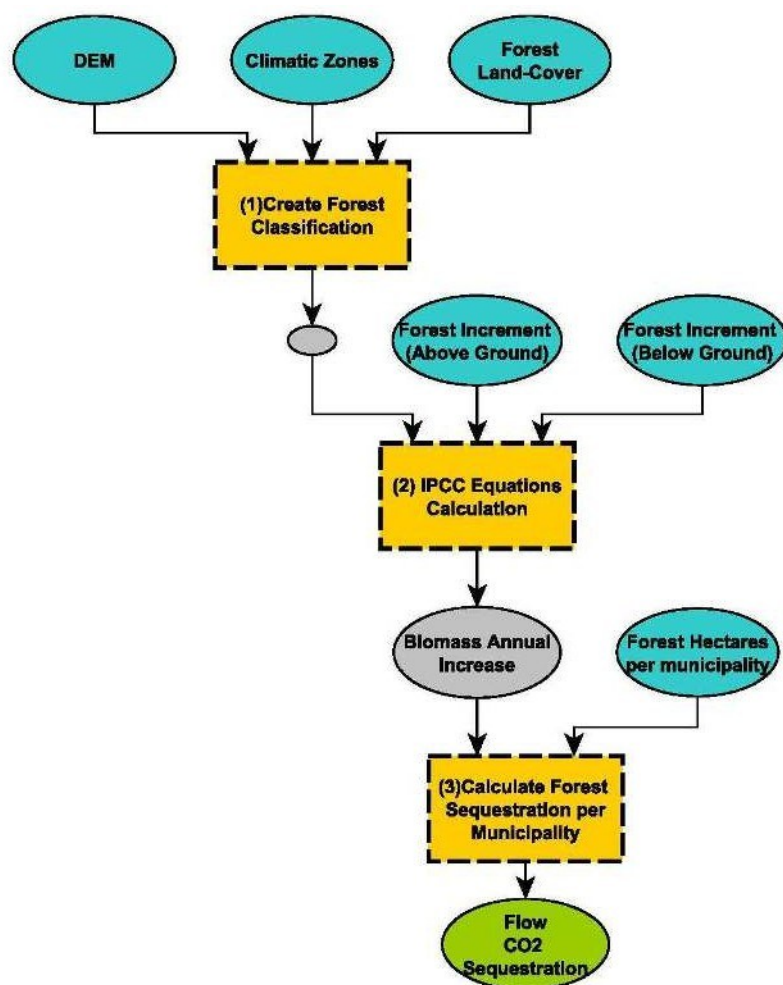 DEM
Climatic Zones
Forest
Land-Cover
(1)Create Forest
Classification
Forest Increment
(Above Ground)
Forest Increment
(Below Ground)
(2) IPCC Equations
Calculation
Biomass Annual
Increase
Forest Hectares
per municipality
(3)Calculate Forest
Sequestration per
Municipality
Flow
CO2
Sequestration